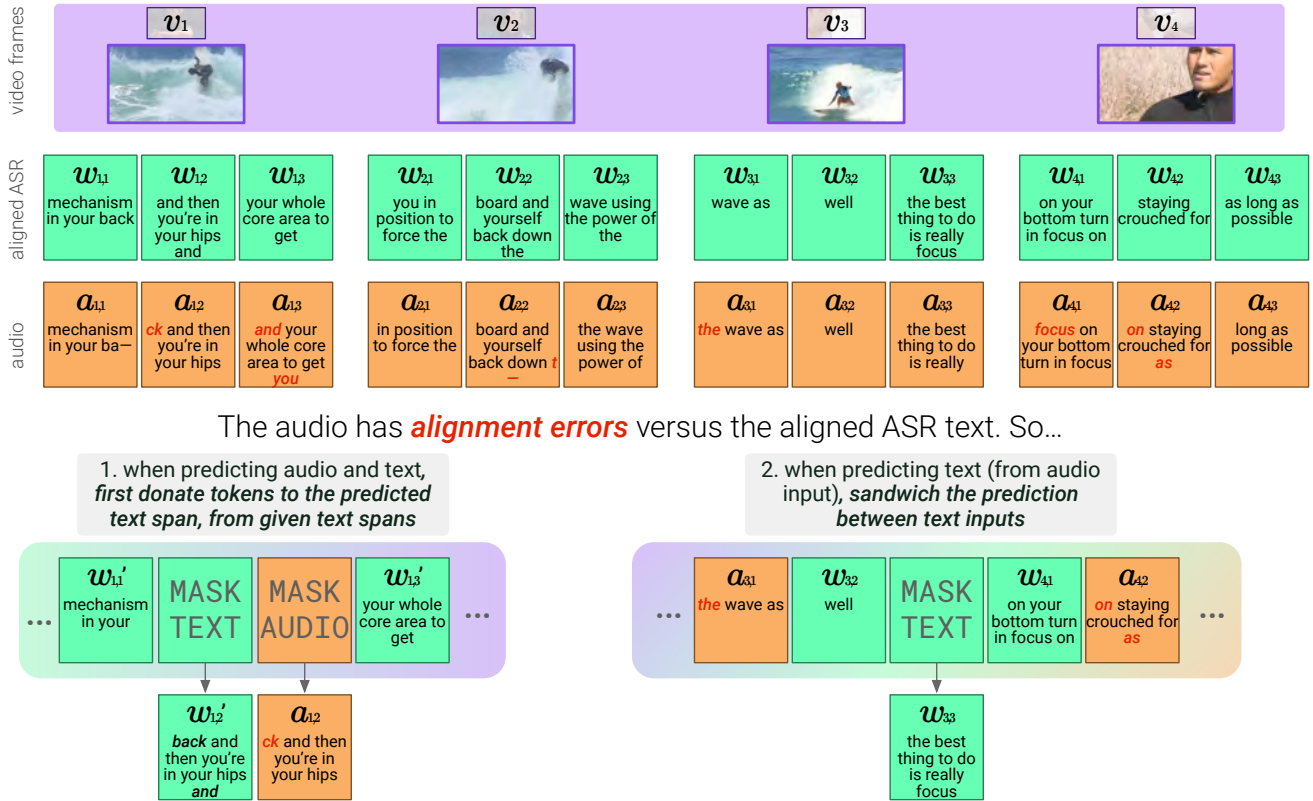 video frames
v1
v2
v3
v4
aligned ASR
w1,1
mechanism
in your back
w1,2
and then
you're in
your hips
and
w1,3
your whole
core area to
get
w2,1
you in
position to
force the
w2,2
board and
yourself
back down
the
w2,3
wave using
the power of
the
w3,1
wave as
w3,2
well
w3,3
the best
thing to do
is really
focus
w4,1
on your
bottom turn
in focus on
w4,2
staying
crouched for
w4,3
as long as
possible
audio
a1,1
mechanism
in your ba—
a1,2
ck and then
you're in
your hips
a1,3
and your
whole core
area to get
you
a2,1
in position
to force the
a2,2
board and
yourself
back down t
—
a2,3
the wave
using the
power of
a3,1
the wave as
a3,2
well
a3,3
the best
thing to do
is really
a4,1
focus on
your bottom
turn in focus
a4,2
on staying
crouched for
as
a4,3
long as
possible
The audio has alignment errors versus the aligned ASR text. So...
1. when predicting audio and text,
first donate tokens to the predicted
text span, from given text spans
...
w1,1'
mechanism
in your
MASK
TEXT
MASK
AUDIO
w1,3'
your whole
core area to
get
...
w1,2'
back and
then you're
in your hips
and
a1,2
ck and then
you're in
your hips
2. when predicting text (from audio
input), sandwich the prediction
between text inputs
...
a3,1
the wave as
w3,2
well
MASK
TEXT
w4,1
on your
bottom turn
in focus on
a4,2
on staying
crouched for
as
...
w3,3
the best
thing to do
is really
focus